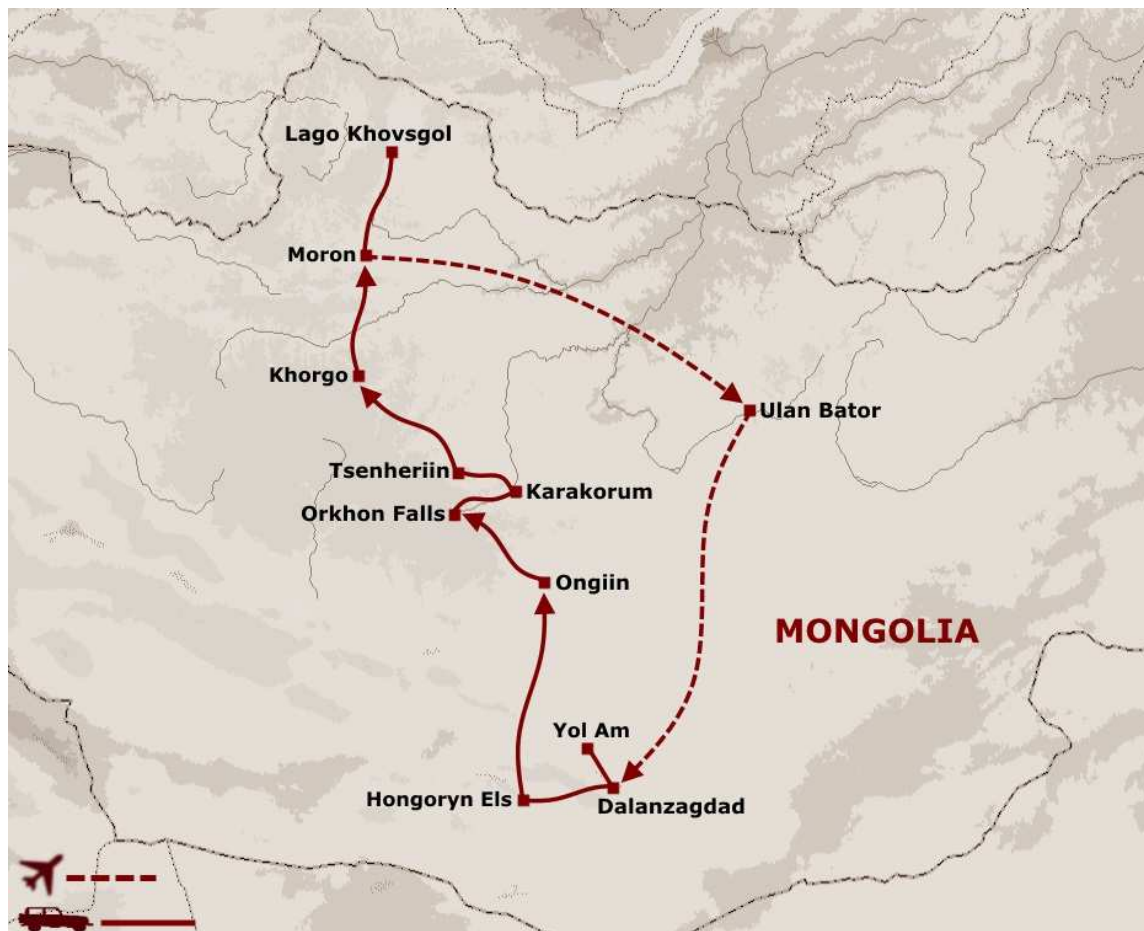 Lago Khovsgol
Moron
Khorgo
Ulan Bator
Tsenheriin
Karakorum
Orkhon Falls
Ongiin
MONGOLIA
Yol Am
Hongoryn Els
Dalanzagdad